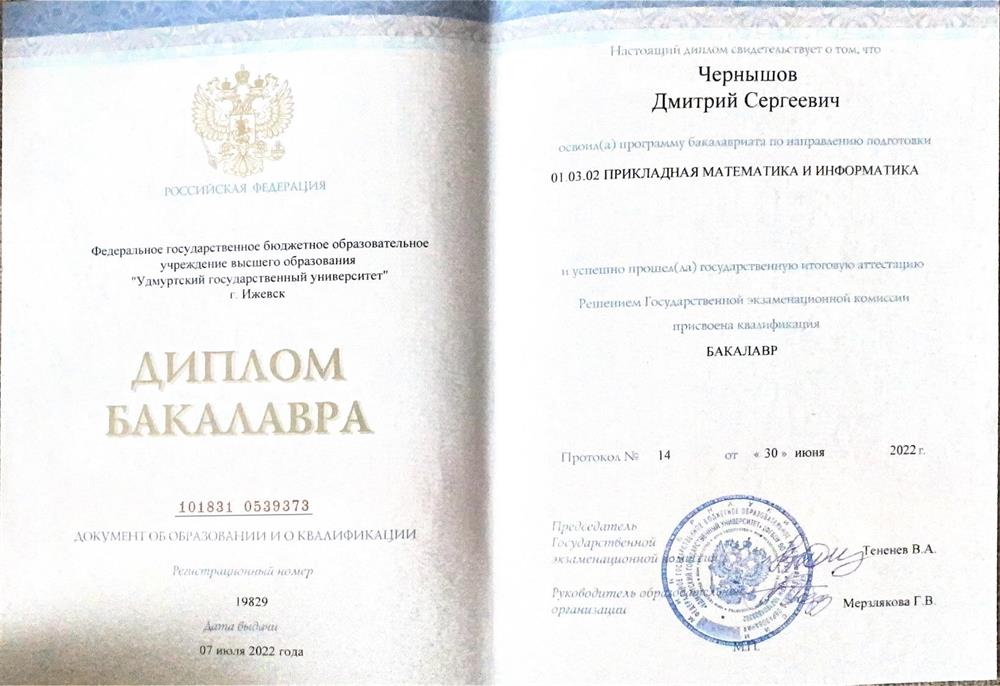 РОССИЙСКАЯ ФЕДЕРАЦИЯ
Федеральное государственное бюджетное образовательное
учреждение высшего образования
"Удмуртский государственный университет"
г. Ижевск
ДИПЛОМ
БАКАЛАВРА
101831 0539373
ДОКУМЕНТ ОБ ОБРАЗОВАНИИ И О КВАЛИФИКАЦИИ
Регистрационный номер
19829
Дата выдачи
07 июля 2022 года
Настоящий диплом свидетельствует о том, что
Чернышов
Дмитрий Сергеевич
освоил(а) программу бакалавриата по направлению подготовки
01.03.02 ПРИКЛАДНАЯ МАТЕМАТИКА И ИНФОРМАТИКА
и успешно прошел(ла) государственную итоговую аттестацию
Решением Государственной экзаменационной комиссии
присвоена квалификация
БАКАЛАВР
Протокол № 14 от « 30 » июня 2022 г.
Председатель
Государственной
экзаменационной комиссии
Тененев В.А.
Руководитель образовательной
организации
Мерзлякова Г.В.
М.П.